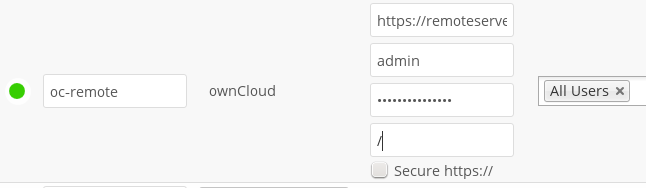 https://remoteserve
admin
•••••••••••••••
oc-remote
ownCloud
All Users ×
/
Secure https://